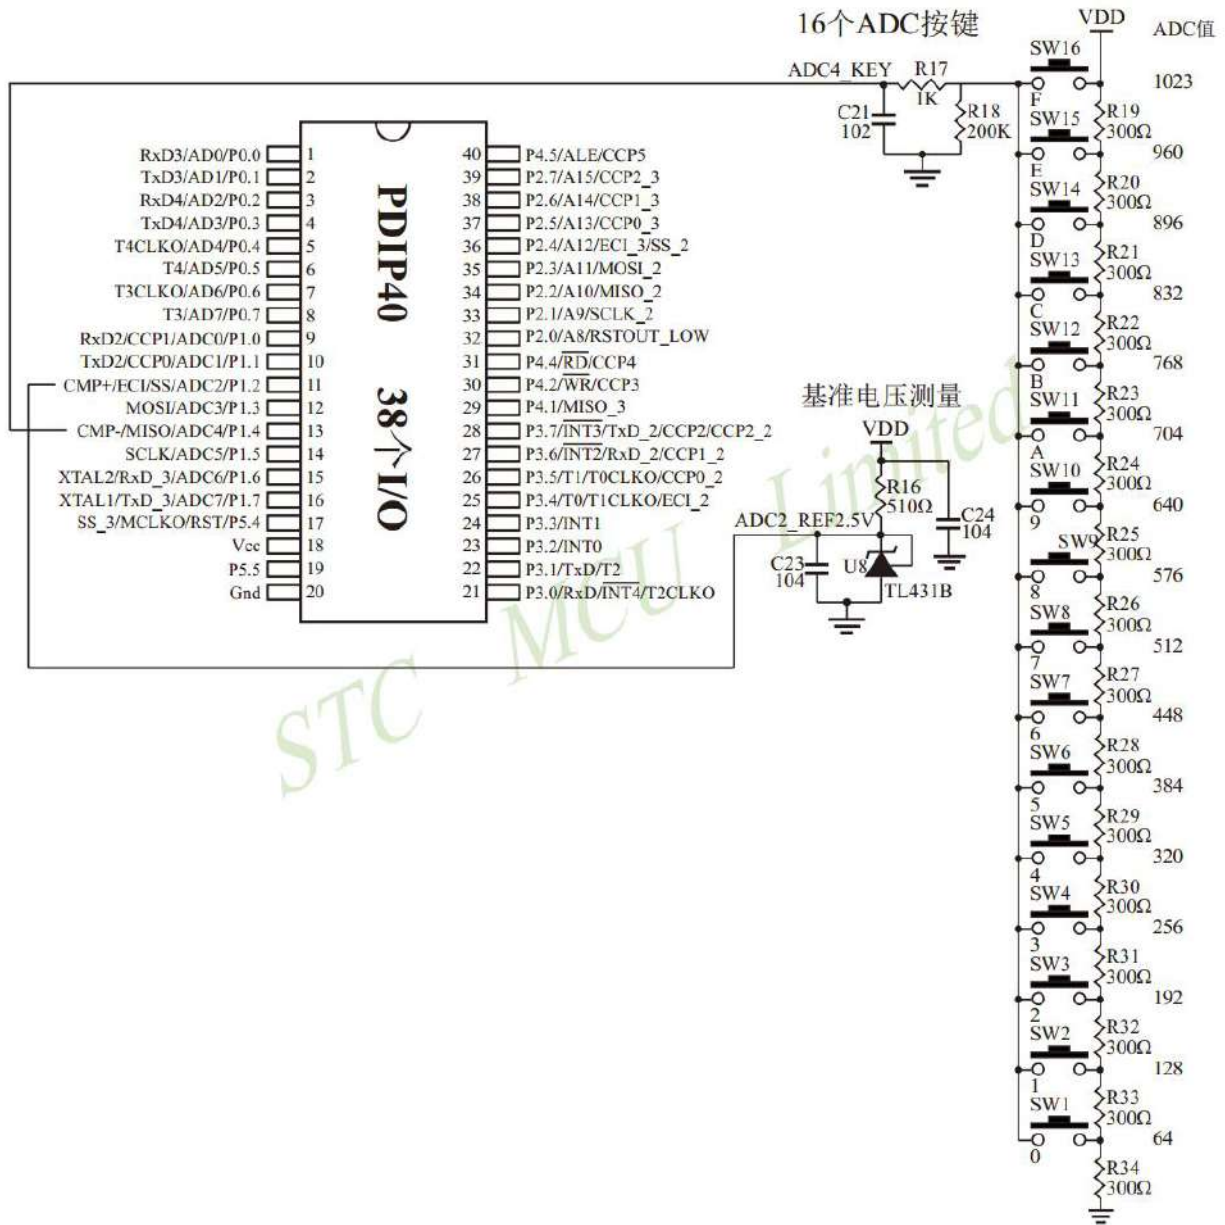 16个ADC按键
VDD
ADC值
SW16
ADC4_KEY
R17
1K
1023
C21
102
R18
200K
F
SW15
R19
300Ω
960
E
SW14
R20
300Ω
896
D
SW13
R21
300Ω
832
C
SW12
R22
300Ω
768
B
SW11
R23
300Ω
704
A
SW10
R24
300Ω
640
9
SW9
R25
300Ω
576
8
SW8
R26
300Ω
512
7
SW7
R27
300Ω
448
6
SW6
R28
300Ω
384
5
SW5
R29
300Ω
320
4
SW4
R30
300Ω
256
3
SW3
R31
300Ω
192
2
SW2
R32
300Ω
128
1
SW1
R33
300Ω
64
0
R34
300Ω
PDIP40 38个I/O
RxD3/AD0/P0.0 1
TxD3/AD1/P0.1 2
RxD4/AD2/P0.2 3
TxD4/AD3/P0.3 4
T4CLKO/AD4/P0.4 5
T4/AD5/P0.5 6
T3CLKO/AD6/P0.6 7
T3/AD7/P0.7 8
RxD2/CCP1/ADC0/P1.0 9
TxD2/CCP0/ADC1/P1.1 10
CMP+/ECI/SS/ADC2/P1.2 11
MOSI/ADC3/P1.3 12
CMP-/MISO/ADC4/P1.4 13
SCLK/ADC5/P1.5 14
XTAL2/RxD_3/ADC6/P1.6 15
XTAL1/TxD_3/ADC7/P1.7 16
SS_3/MCLKO/RST/P5.4 17
Vcc 18
P5.5 19
Gnd 20
40 P4.5/ALE/CCP5
39 P2.7/A15/CCP2_3
38 P2.6/A14/CCP1_3
37 P2.5/A13/CCP0_3
36 P2.4/A12/ECI_3/SS_2
35 P2.3/A11/MOSI_2
34 P2.2/A10/MISO_2
33 P2.1/A9/SCLK_2
32 P2.0/A8/RSTOUT_LOW
31 P4.4/RD/CCP4
30 P4.2/WR/CCP3
29 P4.1/MISO_3
28 P3.7/INT3/TxD_2/CCP2/CCP2_2
27 P3.6/INT2/RxD_2/CCP1_2
26 P3.5/T1/T0CLKO/CCP0_2
25 P3.4/T0/T1CLKO/ECI_2
24 P3.3/INT1
23 P3.2/INT0
22 P3.1/TxD/T2
21 P3.0/RxD/INT4/T2CLKO
基准电压测量
VDD
R16
510Ω
ADC2_REF2.5V
C24
104
C23
104
U8
TL431B
STC MCU Limited